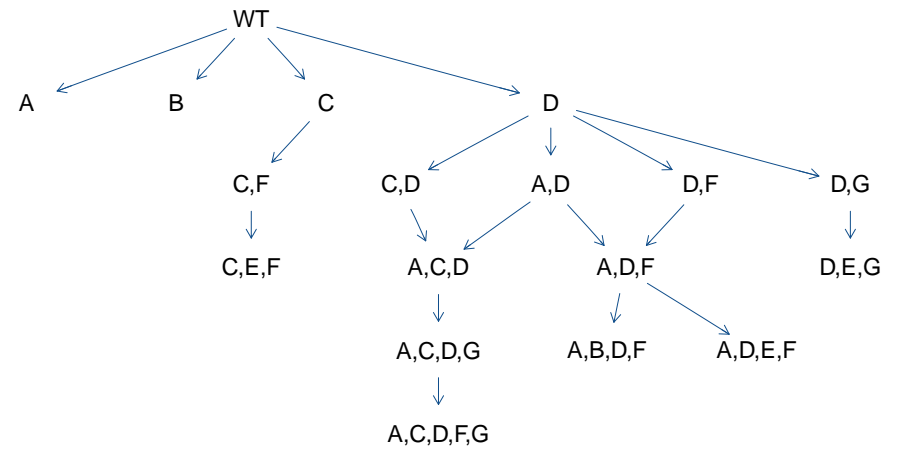 WT
A B C D
C,F C,D A,D D,F D,G
C,E,F A,C,D A,D,F D,E,G
A,C,D,G A,B,D,F A,D,E,F
A,C,D,F,G